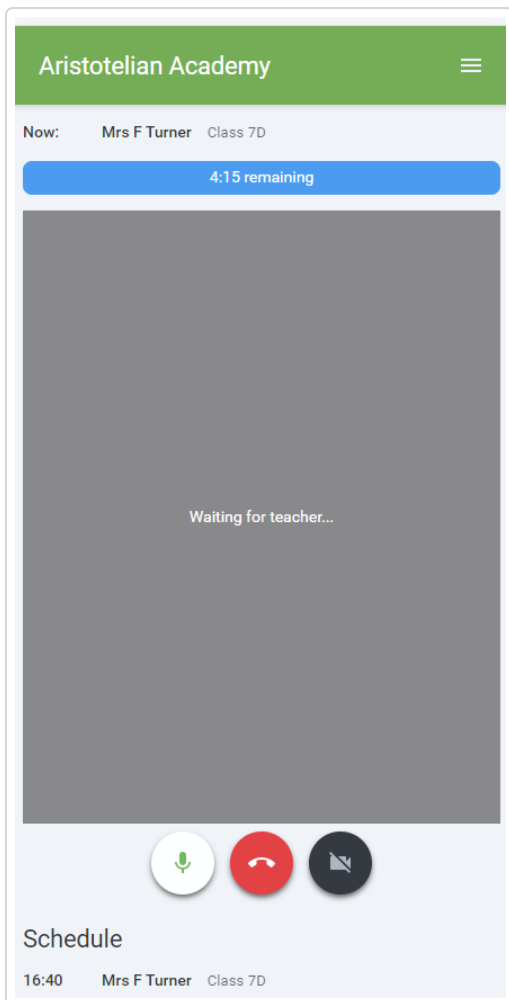 Aristotelian Academy
Now: Mrs F Turner Class 7D
4:15 remaining
Waiting for teacher...
Schedule
16:40 Mrs F Turner Class 7D